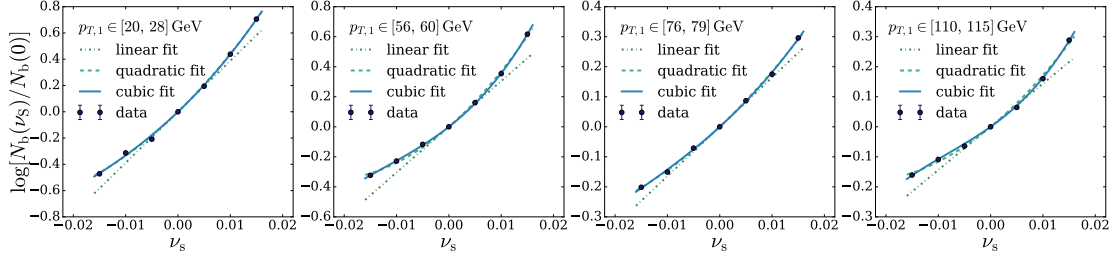 log[N_b(ν_S)/N_b(0)]
0.8
0.6
0.4
0.2
0.0
−0.2
−0.4
−0.6
−0.8
p_{T,1} ∈ [20, 28] GeV
linear fit
quadratic fit
cubic fit
data
−0.02 −0.01 0.00 0.01 0.02
ν_s
0.8
0.6
0.4
0.2
0.0
−0.2
−0.4
−0.6
p_{T,1} ∈ [56, 60] GeV
linear fit
quadratic fit
cubic fit
data
−0.02 −0.01 0.00 0.01 0.02
ν_s
0.4
0.3
0.2
0.1
0.0
−0.1
−0.2
−0.3
p_{T,1} ∈ [76, 79] GeV
linear fit
quadratic fit
cubic fit
data
−0.02 −0.01 0.00 0.01 0.02
ν_s
0.4
0.3
0.2
0.1
0.0
−0.1
−0.2
−0.3
p_{T,1} ∈ [110, 115] GeV
linear fit
quadratic fit
cubic fit
data
−0.02 −0.01 0.00 0.01 0.02
ν_s